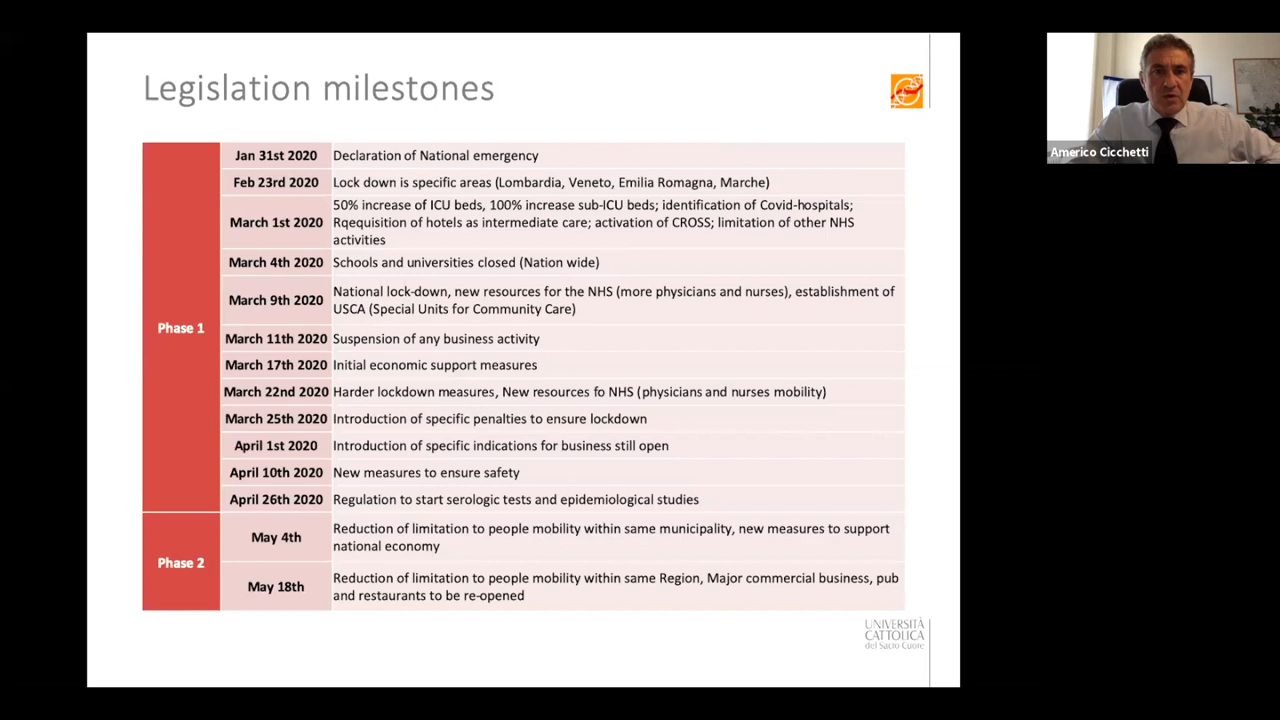 Legislation milestones
Phase 1
Jan 31st 2020 Declaration of National emergency
Feb 23rd 2020 Lock down is specific areas (Lombardia, Veneto, Emilia Romagna, Marche)
March 1st 2020 50% increase of ICU beds, 100% increase sub-ICU beds; identification of Covid-hospitals;
Rqequisition of hotels as intermediate care; activation of CROSS; limitation of other NHS
activities
March 4th 2020 Schools and universities closed (Nation wide)
March 9th 2020 National lock-down, new resources for the NHS (more physicians and nurses), establishment of
USCA (Special Units for Community Care)
March 11th 2020 Suspension of any business activity
March 17th 2020 Initial economic support measures
March 22nd 2020 Harder lockdown measures, New resources fo NHS (physicians and nurses mobility)
March 25th 2020 Introduction of specific penalties to ensure lockdown
April 1st 2020 Introduction of specific indications for business still open
April 10th 2020 New measures to ensure safety
April 26th 2020 Regulation to start serologic tests and epidemiological studies
Phase 2
May 4th Reduction of limitation to people mobility within same municipality, new measures to support
national economy
May 18th Reduction of limitation to people mobility within same Region, Major commercial business, pub
and restaurants to be re-opened
UNIVERSITÀ
CATTOLICA
del Sacro Cuore
Americo Cicchetti